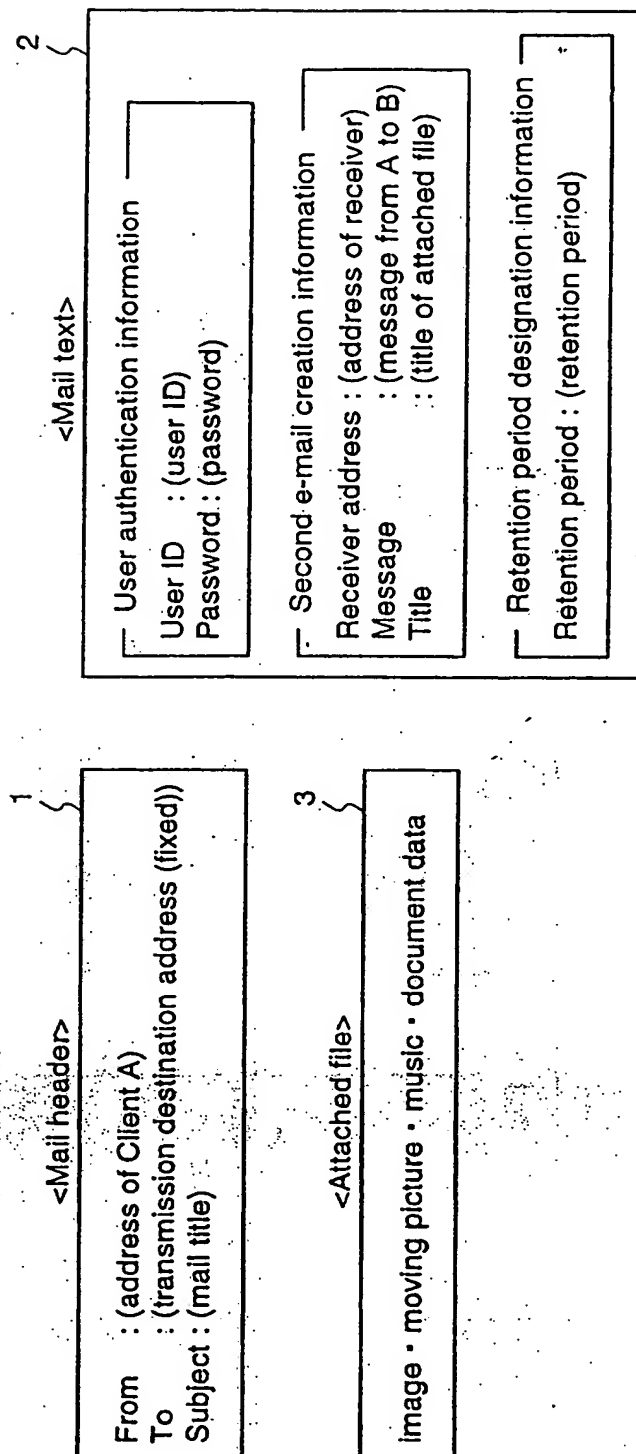 <Mail header>
1
From : (address of Client A)
To : (transmission destination address (fixed))
Subject : (mail title)
<Attached file>
3
image・moving picture・music・document data
<Mail text>
2
User authentication information
User ID : (user ID)
Password : (password)
Second e-mail creation information
Receiver address : (address of receiver)
Message : (message from A to B)
Title : (title of attached file)
Retention period designation information
Retention period : (retention period)